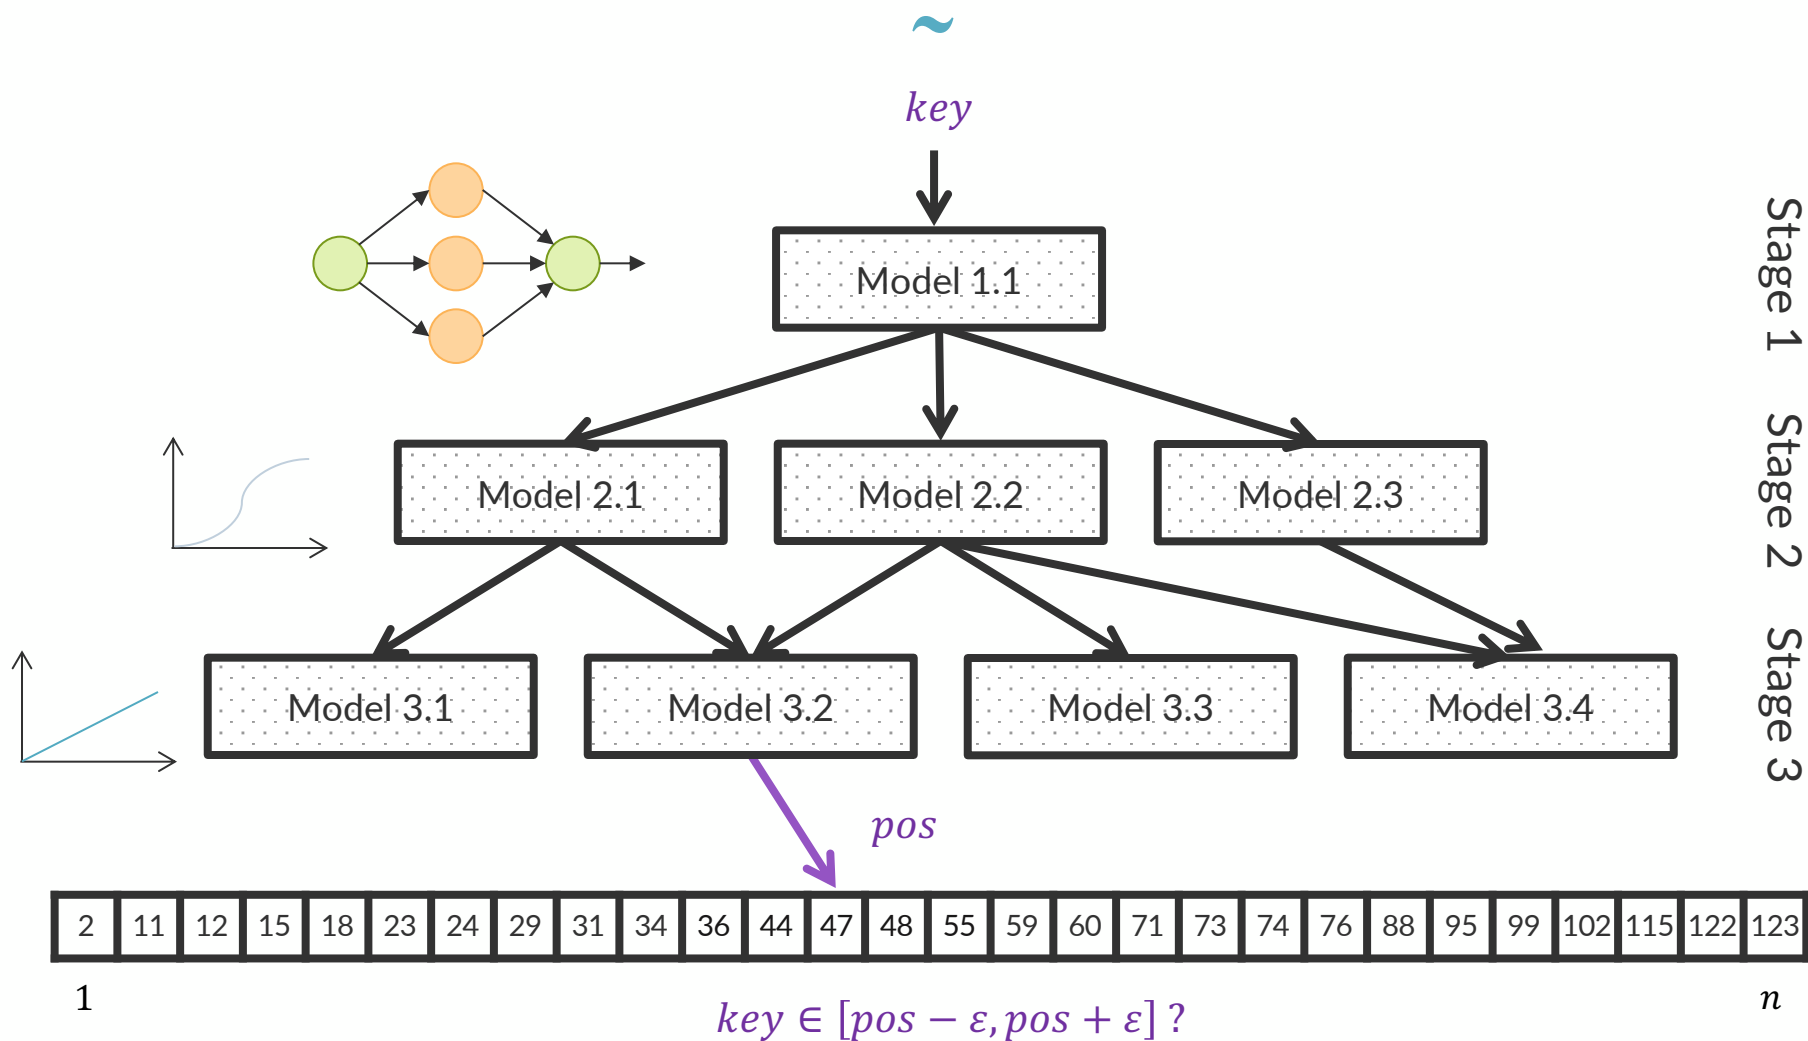 ~
key
Model 1.1
Stage 1
Model 2.1 Model 2.2 Model 2.3
Stage 2
Model 3.1 Model 3.2 Model 3.3 Model 3.4
Stage 3
pos
2 11 12 15 18 23 24 29 31 34 36 44 47 48 55 59 60 71 73 74 76 88 95 99 102 115 122 123
1 n
key ∈ [pos − ε, pos + ε] ?